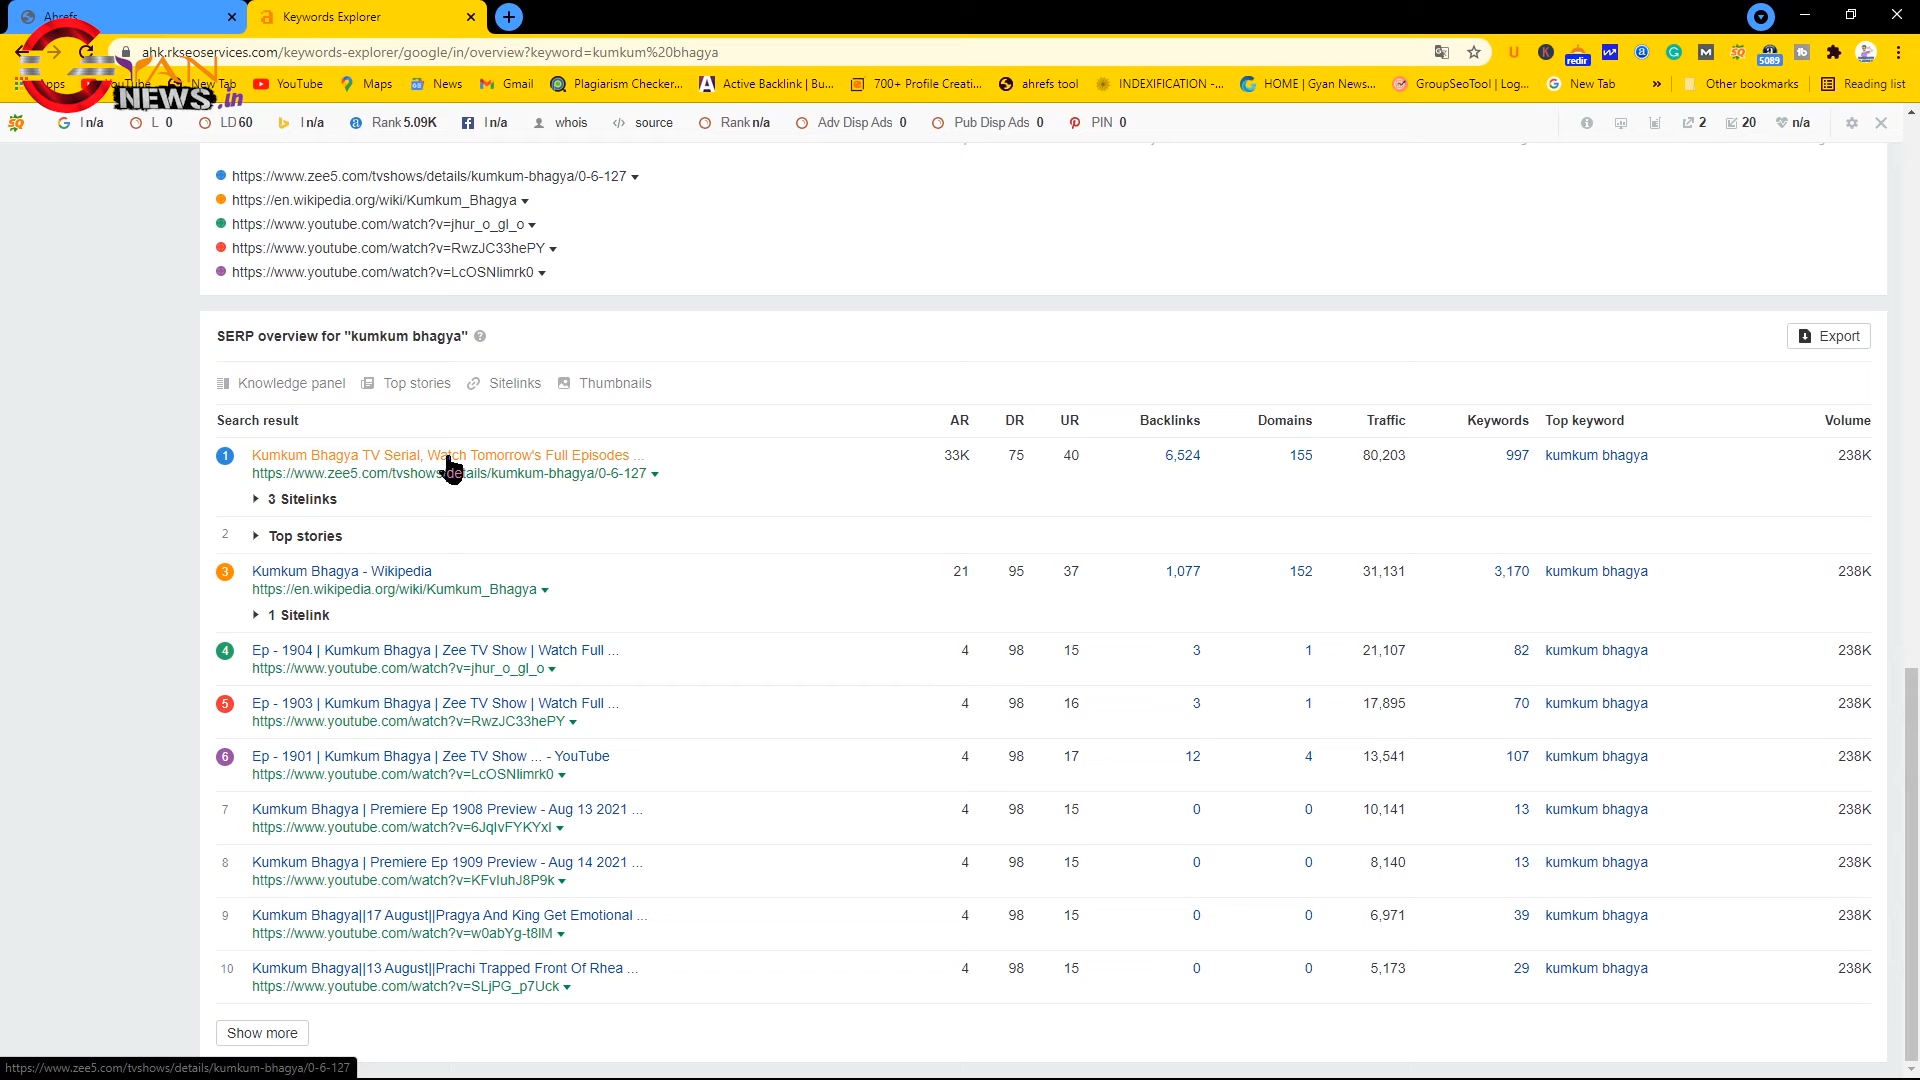 Ahrefs
Keywords Explorer
ahk.rkseoservices.com/keywords-explorer/google/in/overview?keyword=kumkum%20bhagya
redir
5089
YouTube
Maps
News
Gmail
Plagiarism Checker...
Active Backlink | Bu...
700+ Profile Creati...
ahrefs tool
INDEXIFICATION -...
HOME | Gyan News...
GroupSeoTool | Log...
New Tab
»
Other bookmarks
Reading list
GYAN
NEWS.in
I n/a
L 0
LD 60
I n/a
Rank 5.09K
I n/a
whois
source
Rank n/a
Adv Disp Ads 0
Pub Disp Ads 0
PIN 0
2
20
n/a
https://www.zee5.com/tvshows/details/kumkum-bhagya/0-6-127
https://en.wikipedia.org/wiki/Kumkum_Bhagya
https://www.youtube.com/watch?v=jhur_o_gl_o
https://www.youtube.com/watch?v=RwzJC33hePY
https://www.youtube.com/watch?v=LcOSNlimrk0
SERP overview for "kumkum bhagya"
Export
Knowledge panel Top stories Sitelinks Thumbnails
Search result AR DR UR Backlinks Domains Traffic Keywords Top keyword Volume
1 Kumkum Bhagya TV Serial, Watch Tomorrow's Full Episodes ... 33K 75 40 6,524 155 80,203 997 kumkum bhagya 238K
https://www.zee5.com/tvshows/details/kumkum-bhagya/0-6-127
3 Sitelinks
2 Top stories
3 Kumkum Bhagya - Wikipedia 21 95 37 1,077 152 31,131 3,170 kumkum bhagya 238K
https://en.wikipedia.org/wiki/Kumkum_Bhagya
1 Sitelink
4 Ep - 1904 | Kumkum Bhagya | Zee TV Show | Watch Full ... 4 98 15 3 1 21,107 82 kumkum bhagya 238K
https://www.youtube.com/watch?v=jhur_o_gl_o
5 Ep - 1903 | Kumkum Bhagya | Zee TV Show | Watch Full ... 4 98 16 3 1 17,895 70 kumkum bhagya 238K
https://www.youtube.com/watch?v=RwzJC33hePY
6 Ep - 1901 | Kumkum Bhagya | Zee TV Show ... - YouTube 4 98 17 12 4 13,541 107 kumkum bhagya 238K
https://www.youtube.com/watch?v=LcOSNlimrk0
7 Kumkum Bhagya | Premiere Ep 1908 Preview - Aug 13 2021 ... 4 98 15 0 0 10,141 13 kumkum bhagya 238K
https://www.youtube.com/watch?v=6JqIvFYKYxI
8 Kumkum Bhagya | Premiere Ep 1909 Preview - Aug 14 2021 ... 4 98 15 0 0 8,140 13 kumkum bhagya 238K
https://www.youtube.com/watch?v=KFvluhJ8P9k
9 Kumkum Bhagya||17 August||Pragya And King Get Emotional ... 4 98 15 0 0 6,971 39 kumkum bhagya 238K
https://www.youtube.com/watch?v=w0abYg-t8lM
10 Kumkum Bhagya||13 August||Prachi Trapped Front Of Rhea ... 4 98 15 0 0 5,173 29 kumkum bhagya 238K
https://www.youtube.com/watch?v=SLjPG_p7Uck
Show more
https://www.zee5.com/tvshows/details/kumkum-bhagya/0-6-127